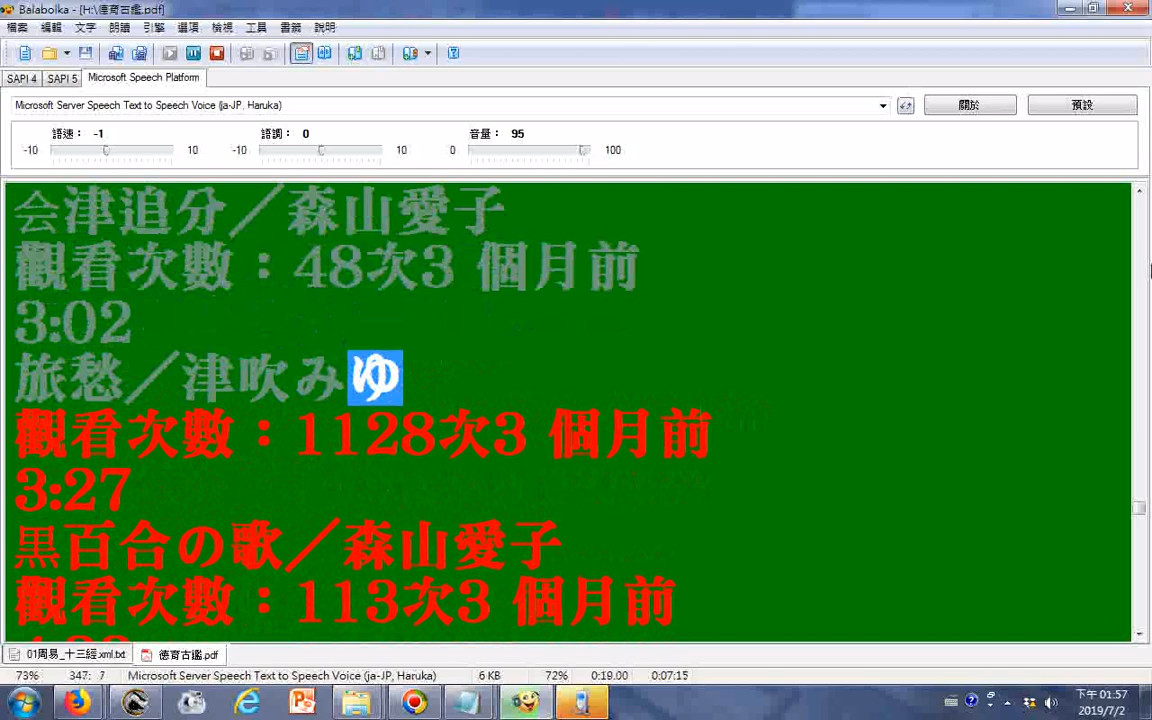 Balabolka - [H:\德育古鑑.pdf]
檔案 編輯 文字 朗讀 引擎 選項 檢視 工具 書籤 說明
SAPI 4 SAPI 5 Microsoft Speech Platform
Microsoft Server Speech Text to Speech Voice (ja-JP, Haruka) 關於 預設
語速： -1 語調： 0 音量： 95
-10 10 -10 10 0 100
会津追分／森山愛子
觀看次數：48次3 個月前
3:02
旅愁／津吹みゆ
觀看次數：1128次3 個月前
3:27
黒百合の歌／森山愛子
觀看次數：113次3 個月前
01周易_十三經.xml.txt 德育古鑑.pdf
73% 347: 7 Microsoft Server Speech Text to Speech Voice (ja-JP, Haruka) 6 KB 72% 0:19.00 0:07:15
下午 01:57
2019/7/2